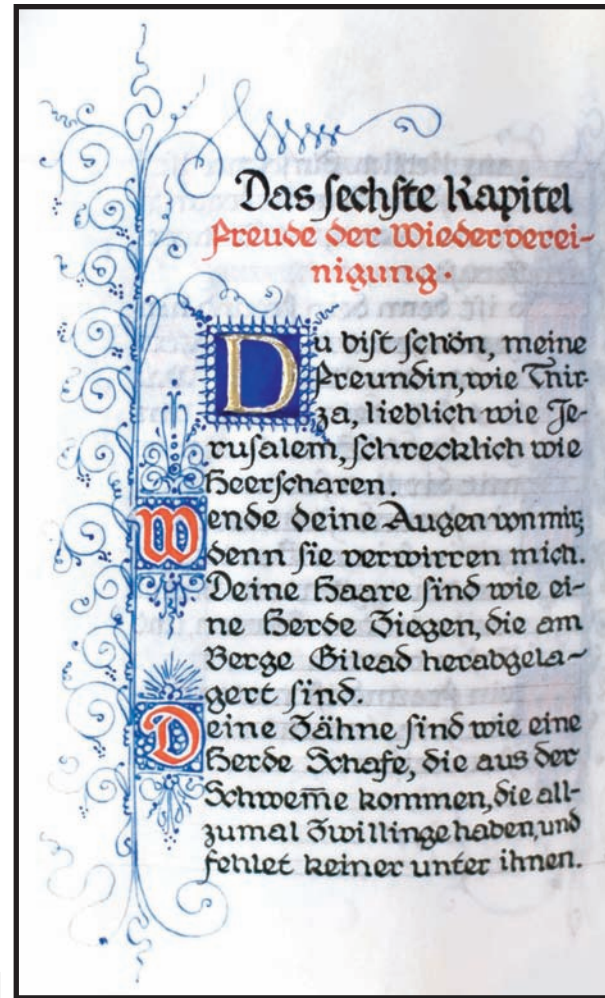 Das sechste Kapitel
Freude der Wiederverei-
nigung.
Du bist schön, meine
Freundin, wie Thir-
za, lieblich wie Je-
rusalem, schrecklich wie
Heerscharen.
Wende deine Augen von mir,
denn sie verwirren mich.
Deine Haare sind wie ei-
ne Herde Ziegen, die am
Berge Gilead herabgela-
gert sind.
Deine Zähne sind wie eine
Herde Schafe, die aus der
Schwem̄e kommen, die all-
zumal Zwillinge haben, und
fehlet keiner unter ihnen.